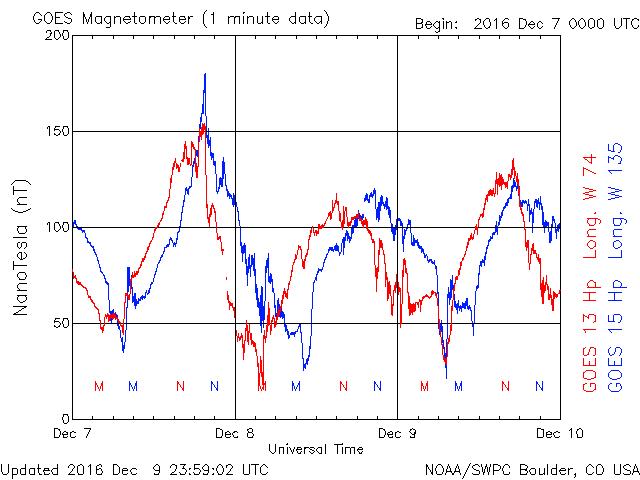 GOES Magnetometer (1 minute data)
Begin: 2016 Dec 7 0000 UTC
200
150
100
50
0
NanoTesla (nT)
M M N N M M N N M M N N
Dec 7 Dec 8 Dec 9 Dec 10
Universal Time
GOES 13 Hp Long. W 74
GOES 15 Hp Long. W 135
Updated 2016 Dec 9 23:59:02 UTC
NOAA/SWPC Boulder, CO USA